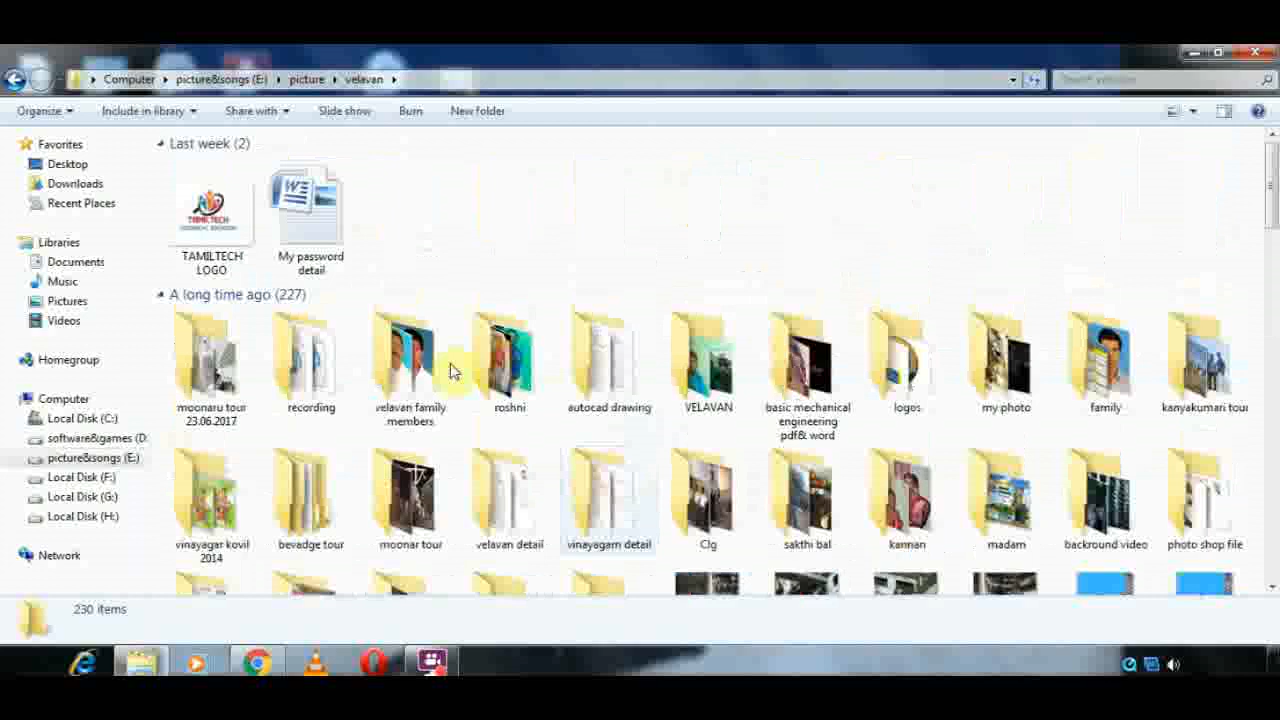 Computer ▸ picture&songs (E:) ▸ picture ▸ velavan ▸
Organize Include in library Share with Slide show Burn New folder
Favorites
Desktop
Downloads
Recent Places
Libraries
Documents
Music
Pictures
Videos
Homegroup
Computer
Local Disk (C:)
software&games (D:
picture&songs (E:)
Local Disk (F:)
Local Disk (G:)
Local Disk (H:)
Network
Last week (2)
TAMILTECH
TAMILTECH LOGO
My password detail
A long time ago (227)
moonaru tour 23.06.2017
recording
velavan family members.
roshni
autocad drawing
VELAVAN
basic mechanical engineering pdf& word
logos
my photo
family
kanyakumari tour
vinayagar kovil 2014
bevadge tour
moonar tour
velavan detail
vinayagam detail
Clg
sakthi bal
kannan
madam
backround video
photo shop file
230 items